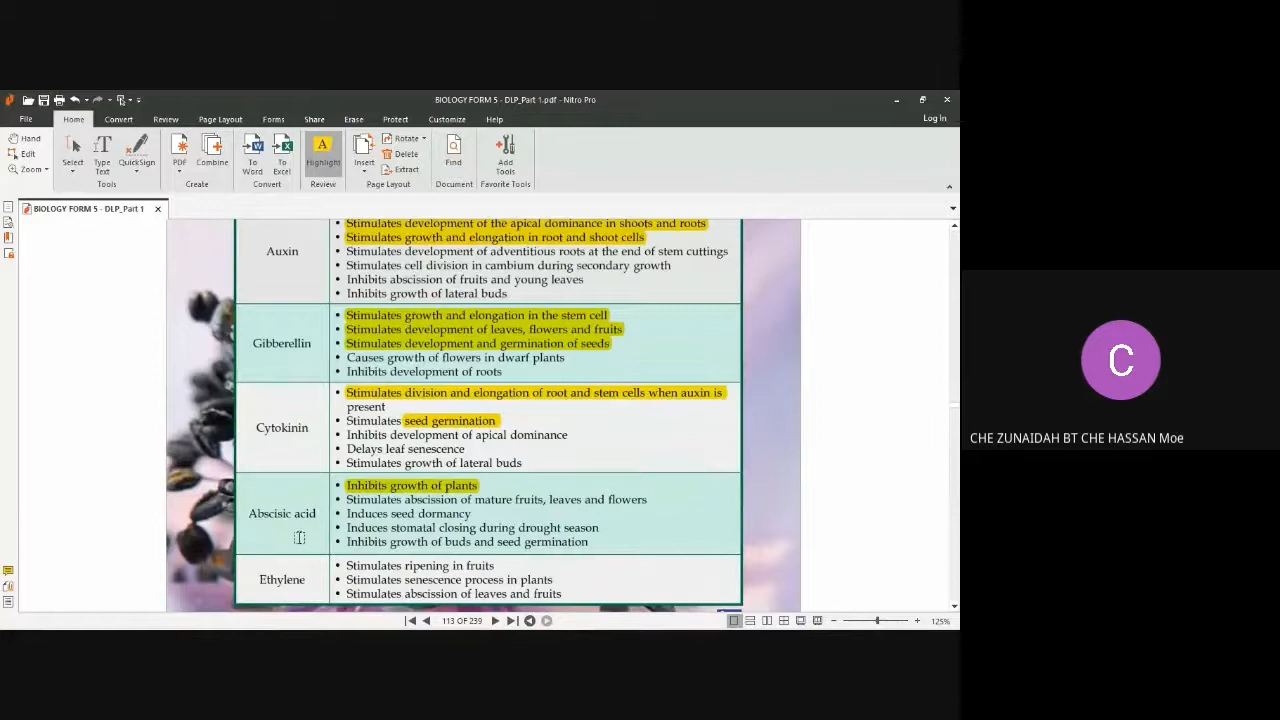 BIOLOGY FORM 5 - DLP_Part 1.pdf - Nitro Pro
File Home Convert Review Page Layout Forms Share Erase Protect Customize Help Log In
Hand
Edit
Zoom
Select
Type Text
QuickSign
Tools
PDF
Combine
Create
To Word
To Excel
Convert
Highlight
Review
Insert
Rotate
Delete
Extract
Page Layout
Find
Document
Add Tools
Favorite Tools
BIOLOGY FORM 5 - DLP_Part 1
Auxin
• Stimulates development of the apical dominance in shoots and roots
• Stimulates growth and elongation in root and shoot cells
• Stimulates development of adventitious roots at the end of stem cuttings
• Stimulates cell division in cambium during secondary growth
• Inhibits abscission of fruits and young leaves
• Inhibits growth of lateral buds
Gibberellin
• Stimulates growth and elongation in the stem cell
• Stimulates development of leaves, flowers and fruits
• Stimulates development and germination of seeds
• Causes growth of flowers in dwarf plants
• Inhibits development of roots
Cytokinin
• Stimulates division and elongation of root and stem cells when auxin is
present
• Stimulates seed germination
• Inhibits development of apical dominance
• Delays leaf senescence
• Stimulates growth of lateral buds
Abscisic acid
• Inhibits growth of plants
• Stimulates abscission of mature fruits, leaves and flowers
• Induces seed dormancy
• Induces stomatal closing during drought season
• Inhibits growth of buds and seed germination
Ethylene
• Stimulates ripening in fruits
• Stimulates senescence process in plants
• Stimulates abscission of leaves and fruits
113 OF 239
125%
C
CHE ZUNAIDAH BT CHE HASSAN Moe